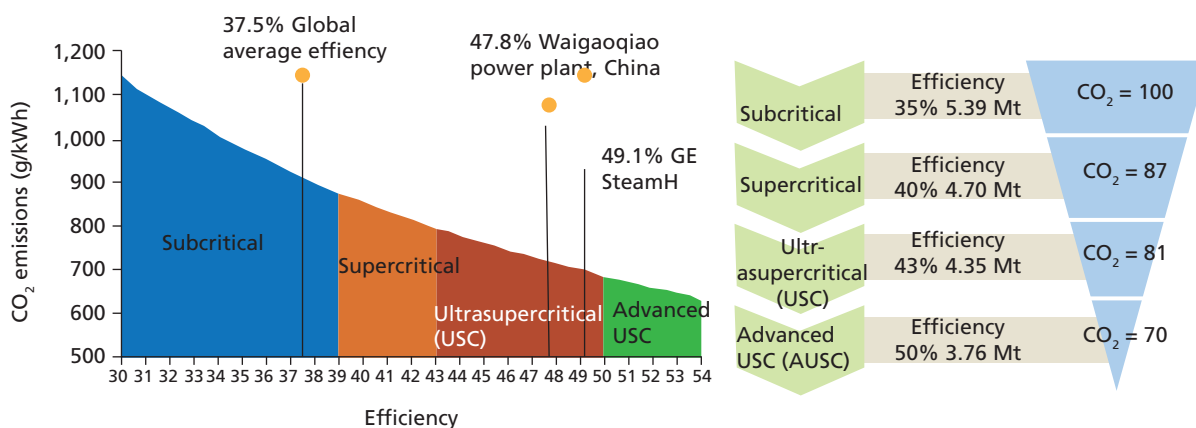 37.5% Global
average effiency
47.8% Waigaoqiao
power plant, China
49.1% GE
SteamH
CO₂ emissions (g/kWh)
1,200
1,100
1,000
900
800
700
600
500
Subcritical
Supercritical
Ultrasupercritical
(USC)
Advanced
USC
30 31 32 33 34 35 36 37 38 39 40 41 42 43 44 45 46 47 48 49 50 51 52 53 54
Efficiency
Subcritical
Efficiency
35% 5.39 Mt
CO₂ = 100
Supercritical
Efficiency
40% 4.70 Mt
CO₂ = 87
Ultr-
asupercritical
(USC)
Efficiency
43% 4.35 Mt
CO₂ = 81
Advanced
USC (AUSC)
Efficiency
50% 3.76 Mt
CO₂ = 70